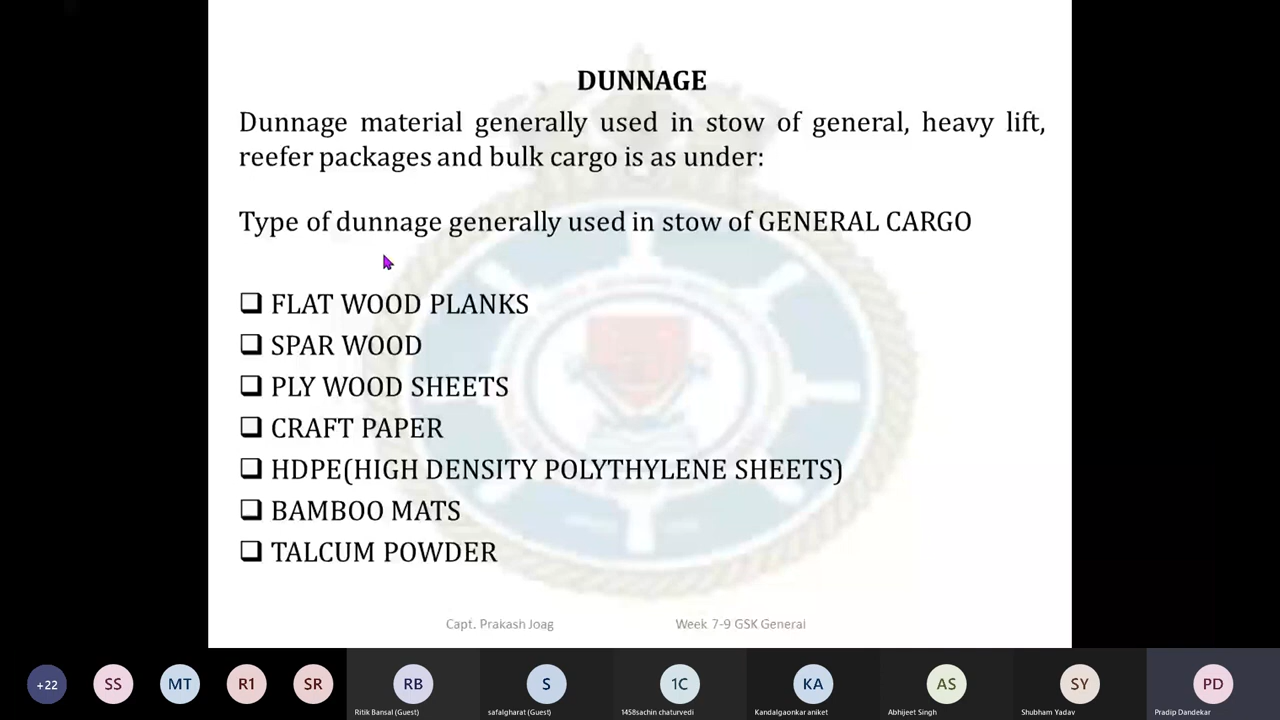 DUNNAGE
Dunnage material generally used in stow of general, heavy lift,
reefer packages and bulk cargo is as under:
Type of dunnage generally used in stow of GENERAL CARGO
❑ FLAT WOOD PLANKS
❑ SPAR WOOD
❑ PLY WOOD SHEETS
❑ CRAFT PAPER
❑ HDPE(HIGH DENSITY POLYTHYLENE SHEETS)
❑ BAMBOO MATS
❑ TALCUM POWDER
Capt. Prakash Joag Week 7-9 GSK General
+22 SS MT R1 SR RB S 1C KA AS SY PD
Ritik Bansal (Guest) safalgharat (Guest) 1458sachin chaturvedi Kandalgaonkar aniket Abhijeet Singh Shubham Yadav Pradip Dandekar